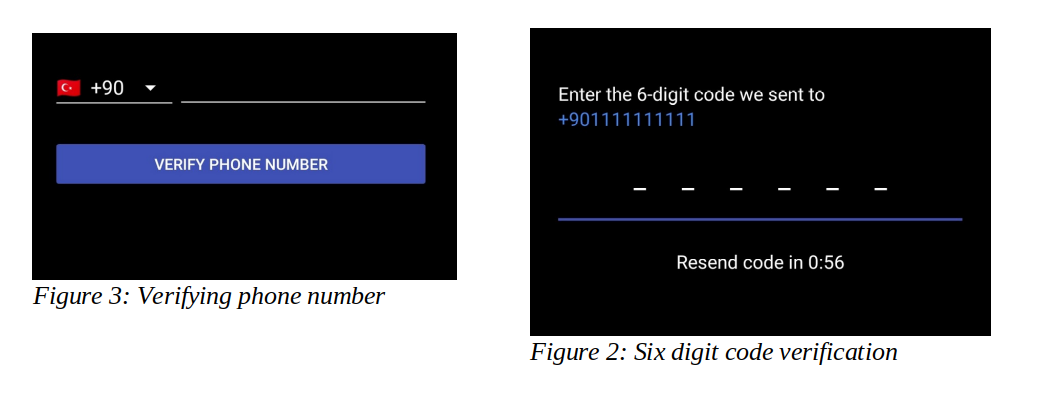 +90
VERIFY PHONE NUMBER
Figure 3: Verifying phone number
Enter the 6-digit code we sent to
+901111111111
_ _ _ _ _ _
Resend code in 0:56
Figure 2: Six digit code verification